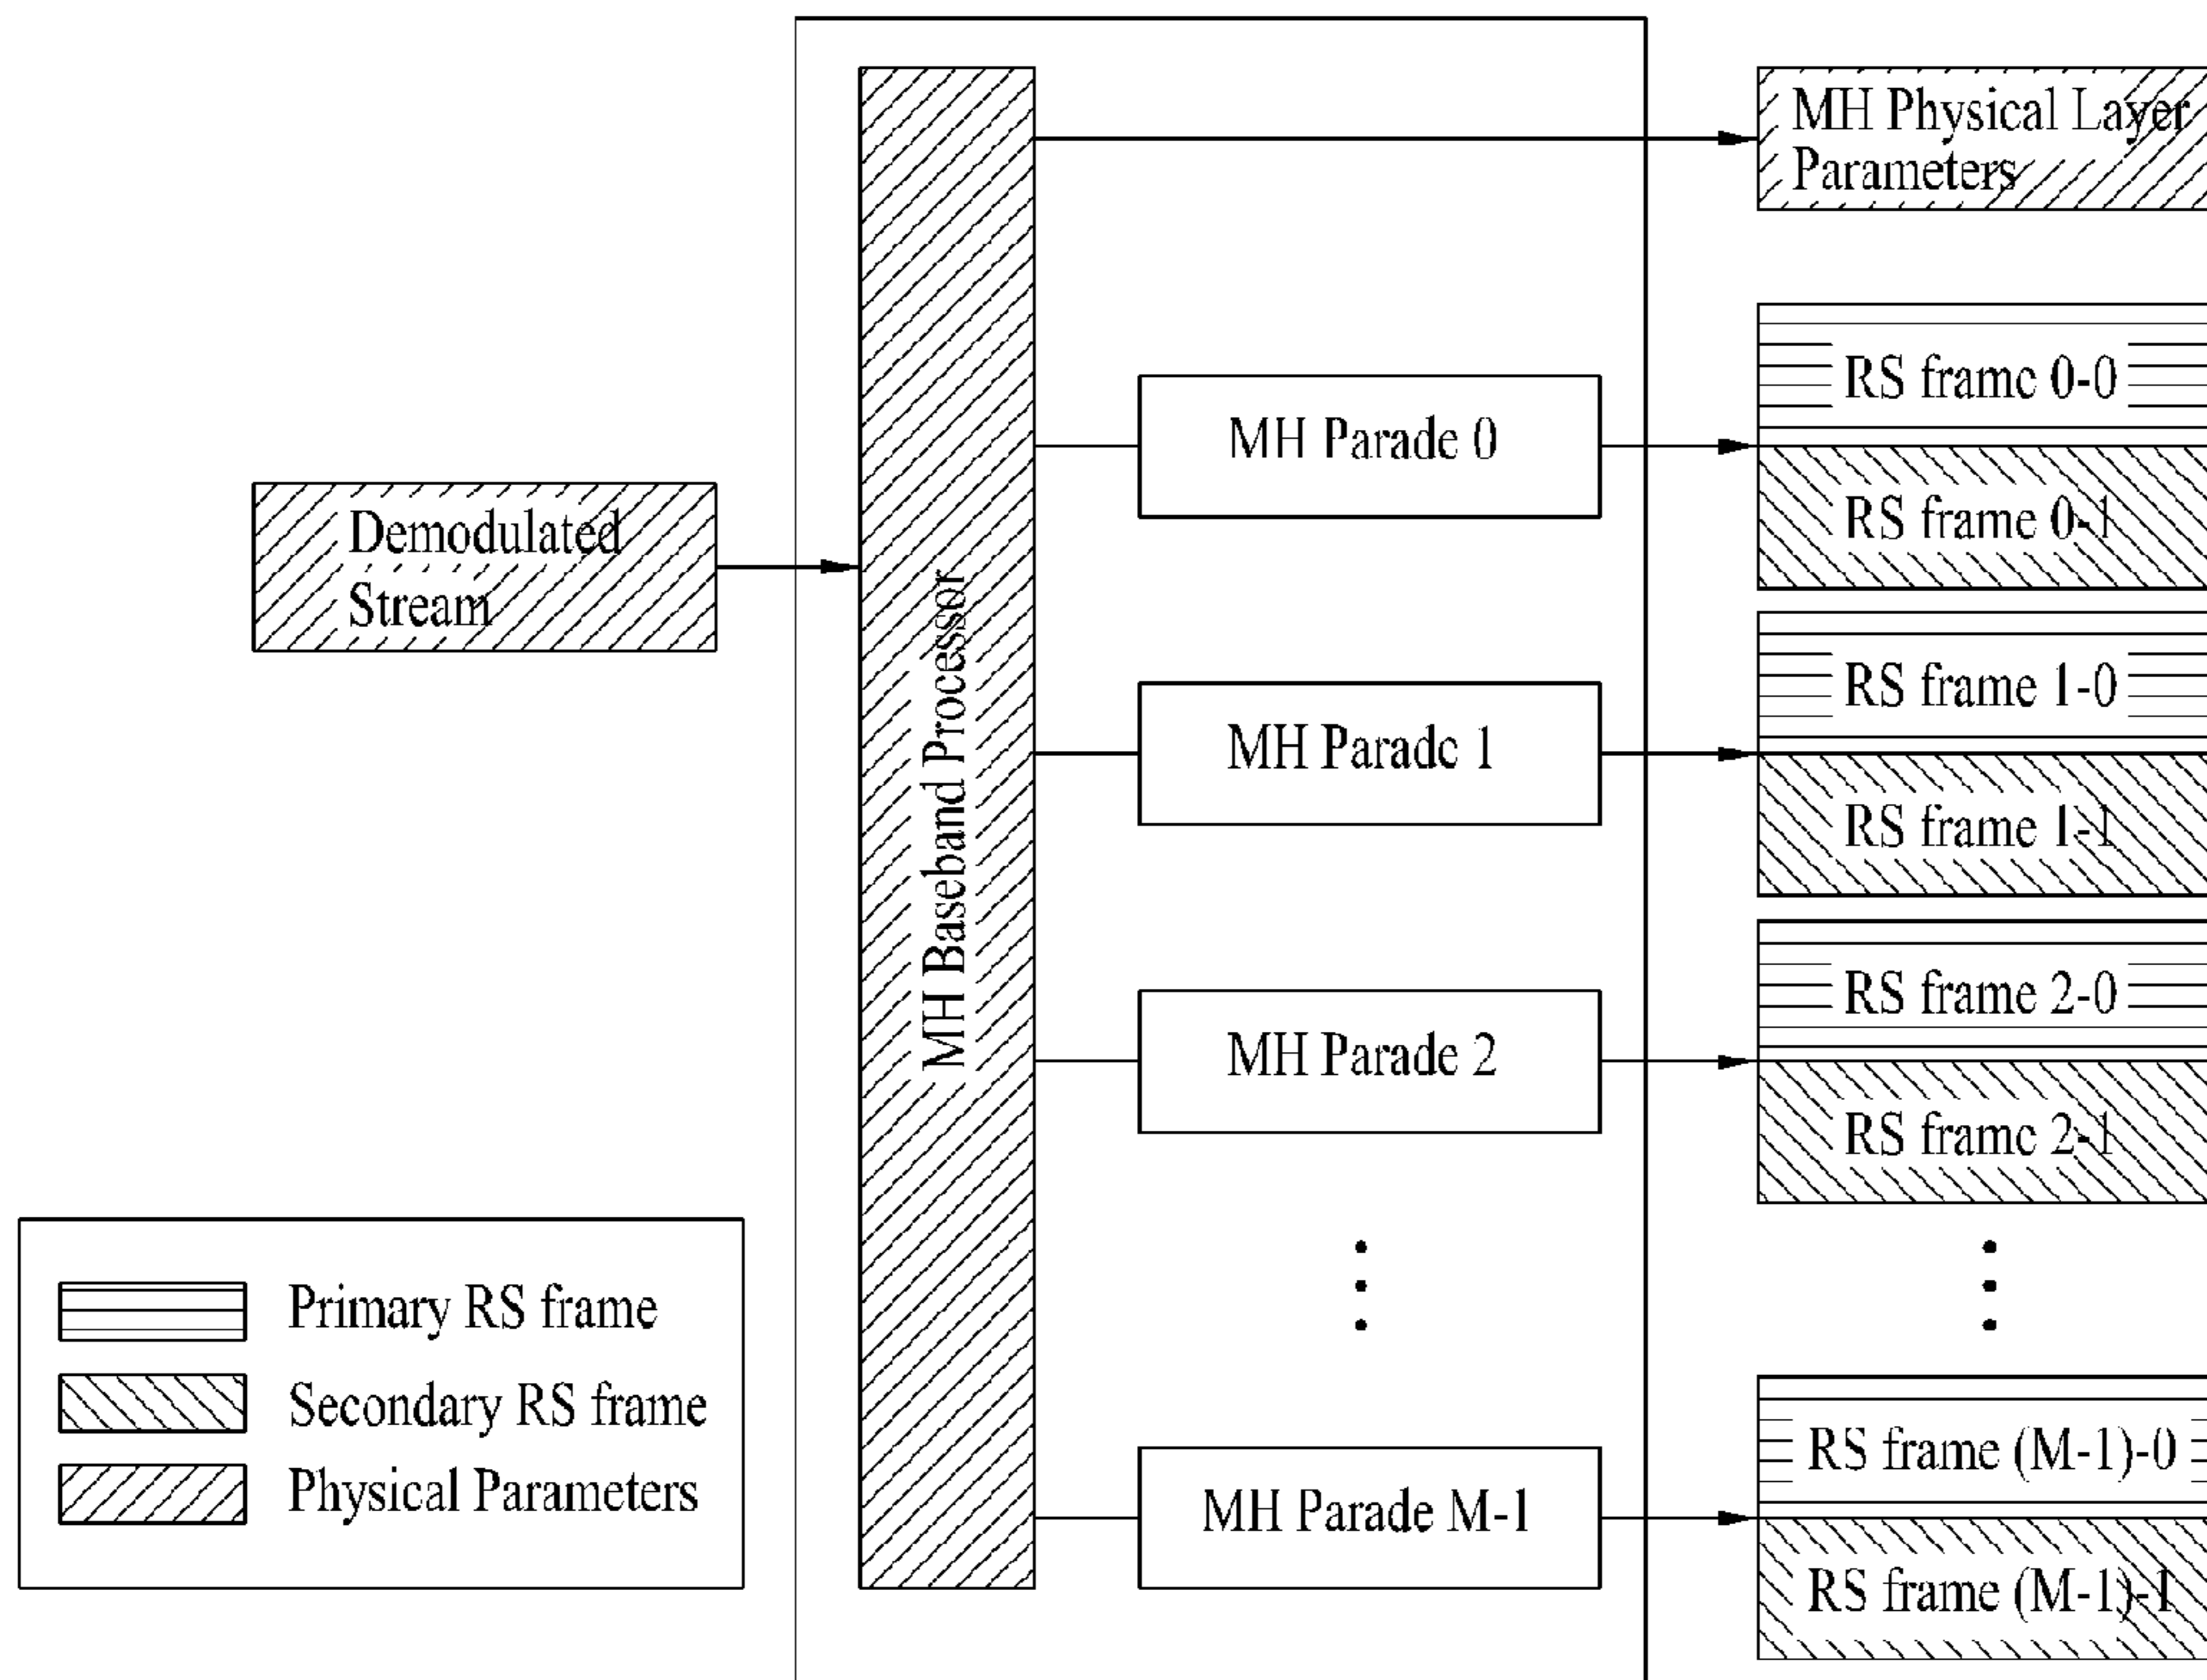 MH Physical Layer
Parameters
Demodulated
Stream
MH Baseband Processor
MH Parade 0
RS frame 0-0
RS frame 0-1
MH Parade 1
RS frame 1-0
RS frame 1-1
MH Parade 2
RS frame 2-0
RS frame 2-1
MH Parade M-1
RS frame (M-1)-0
RS frame (M-1)-1
Primary RS frame
Secondary RS frame
Physical Parameters